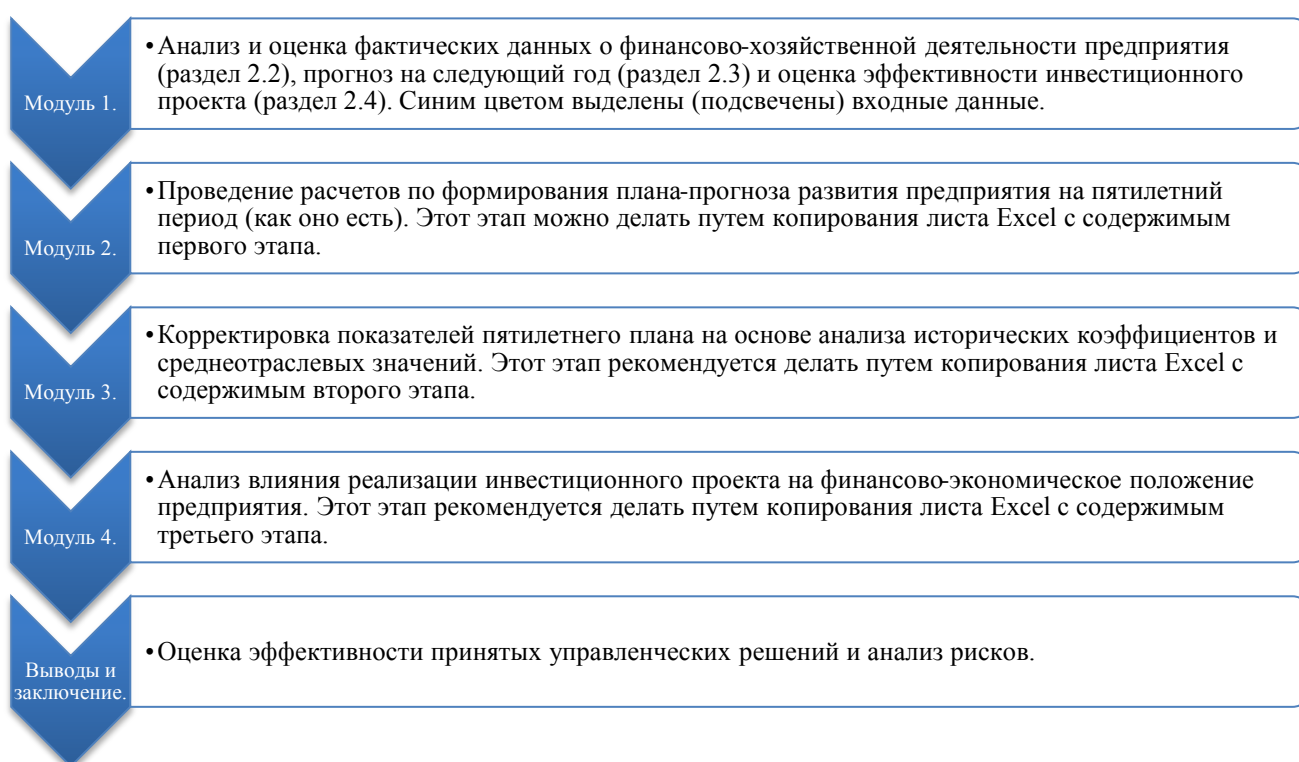 Модуль 1.
•Анализ и оценка фактических данных о финансово-хозяйственной деятельности предприятия
(раздел 2.2), прогноз на следующий год (раздел 2.3) и оценка эффективности инвестиционного
проекта (раздел 2.4). Синим цветом выделены (подсвечены) входные данные.
Модуль 2.
•Проведение расчетов по формирования плана-прогноза развития предприятия на пятилетний
период (как оно есть). Этот этап можно делать путем копирования листа Excel с содержимым
первого этапа.
Модуль 3.
•Корректировка показателей пятилетнего плана на основе анализа исторических коэффициентов и
среднеотраслевых значений. Этот этап рекомендуется делать путем копирования листа Excel с
содержимым второго этапа.
Модуль 4.
•Анализ влияния реализации инвестиционного проекта на финансово-экономическое положение
предприятия. Этот этап рекомендуется делать путем копирования листа Excel с содержимым
третьего этапа.
Выводы и
заключение.
•Оценка эффективности принятых управленческих решений и анализ рисков.